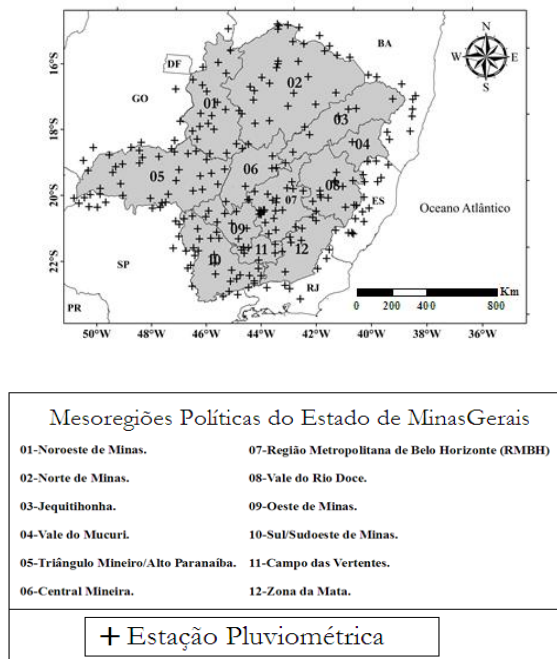 N
W E
S
16°S
18°S
20°S
22°S
DF
BA
GO
02
01
03
04
05
06
08
07
ES
09
Oceano Atlântico
11
12
10
SP
RJ
PR
Km
0 200 400 800
50°W 48°W 46°W 44°W 42°W 40°W 38°W 36°W
Mesoregiões Políticas do Estado de MinasGerais
01-Noroeste de Minas.
02-Norte de Minas.
03-Jequitihonha.
04-Vale do Mucuri.
05-Triângulo Mineiro/Alto Paranaíba.
06-Central Mineira.
07-Região Metropolitana de Belo Horizonte (RMBH)
08-Vale do Rio Doce.
09-Oeste de Minas.
10-Sul/Sudoeste de Minas.
11-Campo das Vertentes.
12-Zona da Mata.
+ Estação Pluviométrica